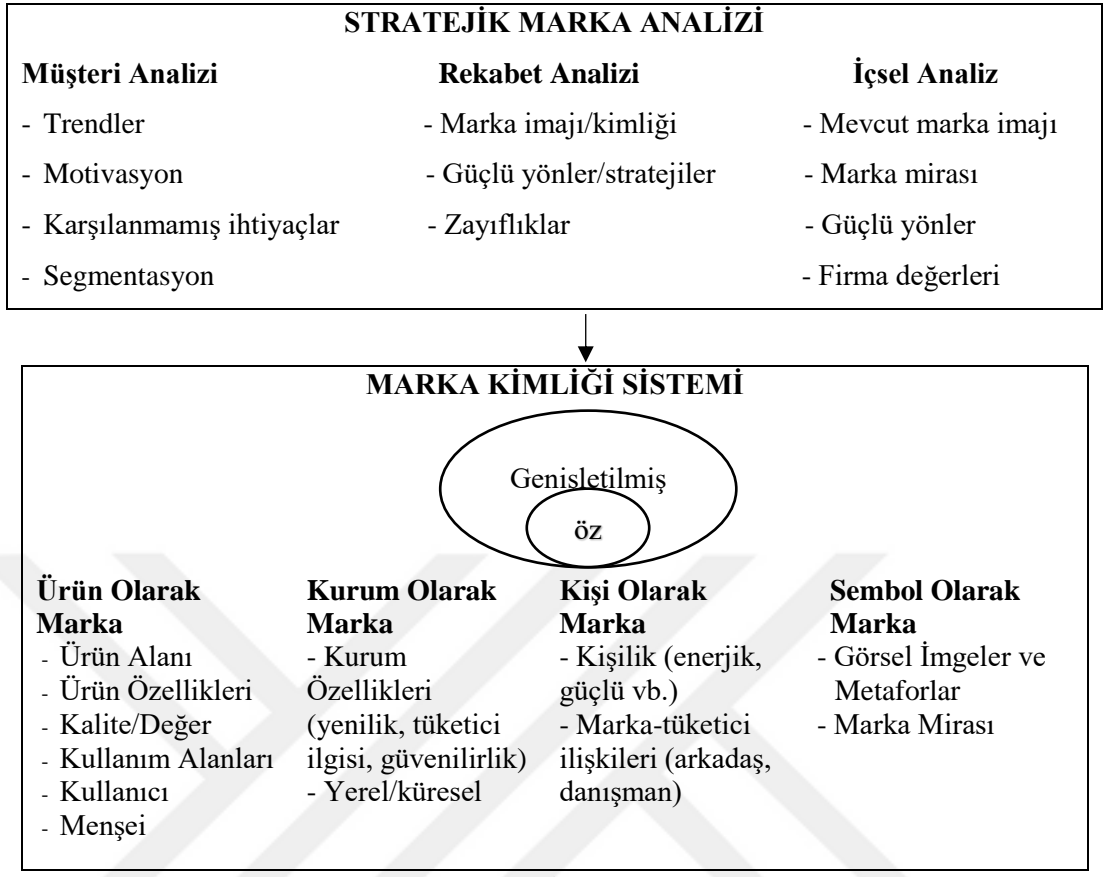 STRATEJİK MARKA ANALİZİ
Müşteri Analizi
- Trendler
- Motivasyon
- Karşılanmamış ihtiyaçlar
- Segmentasyon
Rekabet Analizi
- Marka imajı/kimliği
- Güçlü yönler/stratejiler
- Zayıflıklar
İçsel Analiz
- Mevcut marka imajı
- Marka mirası
- Güçlü yönler
- Firma değerleri
MARKA KİMLİĞİ SİSTEMİ
Genişletilmiş
öz
Ürün Olarak
Marka
- Ürün Alanı
- Ürün Özellikleri
- Kalite/Değer
- Kullanım Alanları
- Kullanıcı
- Menşei
Kurum Olarak
Marka
- Kurum
Özellikleri
(yenilik, tüketici
ilgisi, güvenilirlik)
- Yerel/küresel
Kişi Olarak
Marka
- Kişilik (enerjik,
güçlü vb.)
- Marka-tüketici
ilişkileri (arkadaş,
danışman)
Sembol Olarak
Marka
- Görsel İmgeler ve
Metaforlar
- Marka Mirası